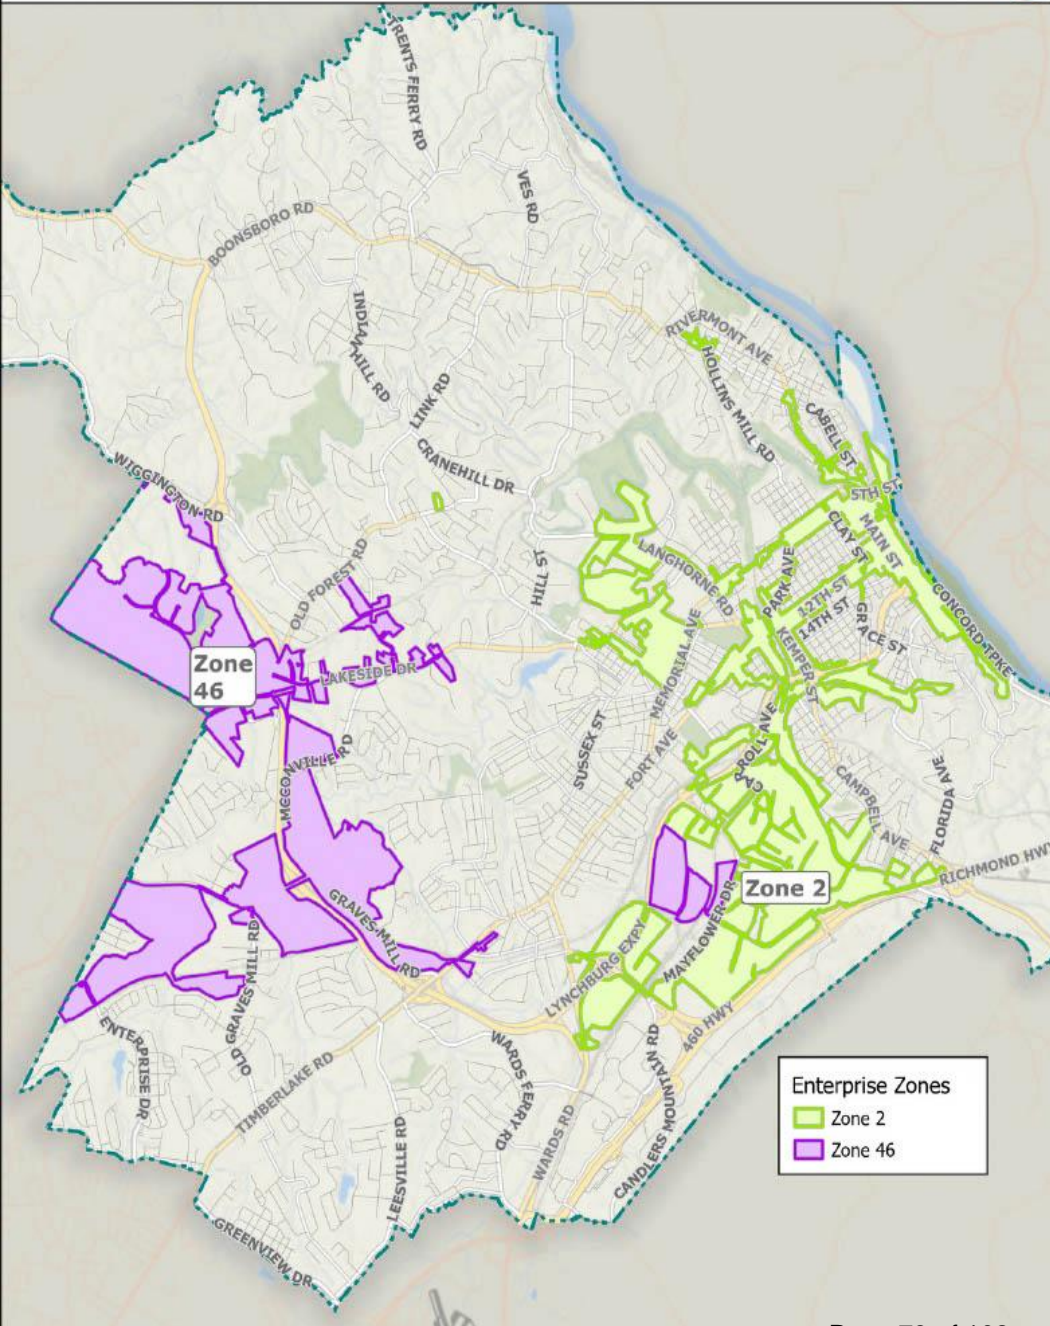 TRENTS FERRY RD
VES RD
BOONSBORO RD
INDIAN HILL RD
RIVERMONT AVE
HOLLINS MILL RD
LINK RD
CABELL ST
CRANEHILL DR
WIGGINGTON RD
5TH ST
CLAY ST
MAIN ST
OLD FOREST RD
HILL ST
LANGHORNE RD
PARK AVE
12TH ST
14TH ST
GRACE ST
CONCORD TPKE
KEMPER ST
MEMORIAL AVE
Zone
46
LAKESIDE DR
SUSSEX ST
FORT AVE
MCCONVILLE RD
CAMPBELL AVE
FLORIDA AVE
RICHMOND HWY
Zone 2
MAYFLOWER DR
GRAVES MILL RD
OLD GRAVES MILL RD
LYNCHBURG EXPY
460 HWY
ENTERPRISE DR
TIMBERLAKE RD
WARDS FERRY RD
WARDS RD
CANDLERS MOUNTAIN RD
LEESVILLE RD
GREENVIEW DR
Enterprise Zones
Zone 2
Zone 46